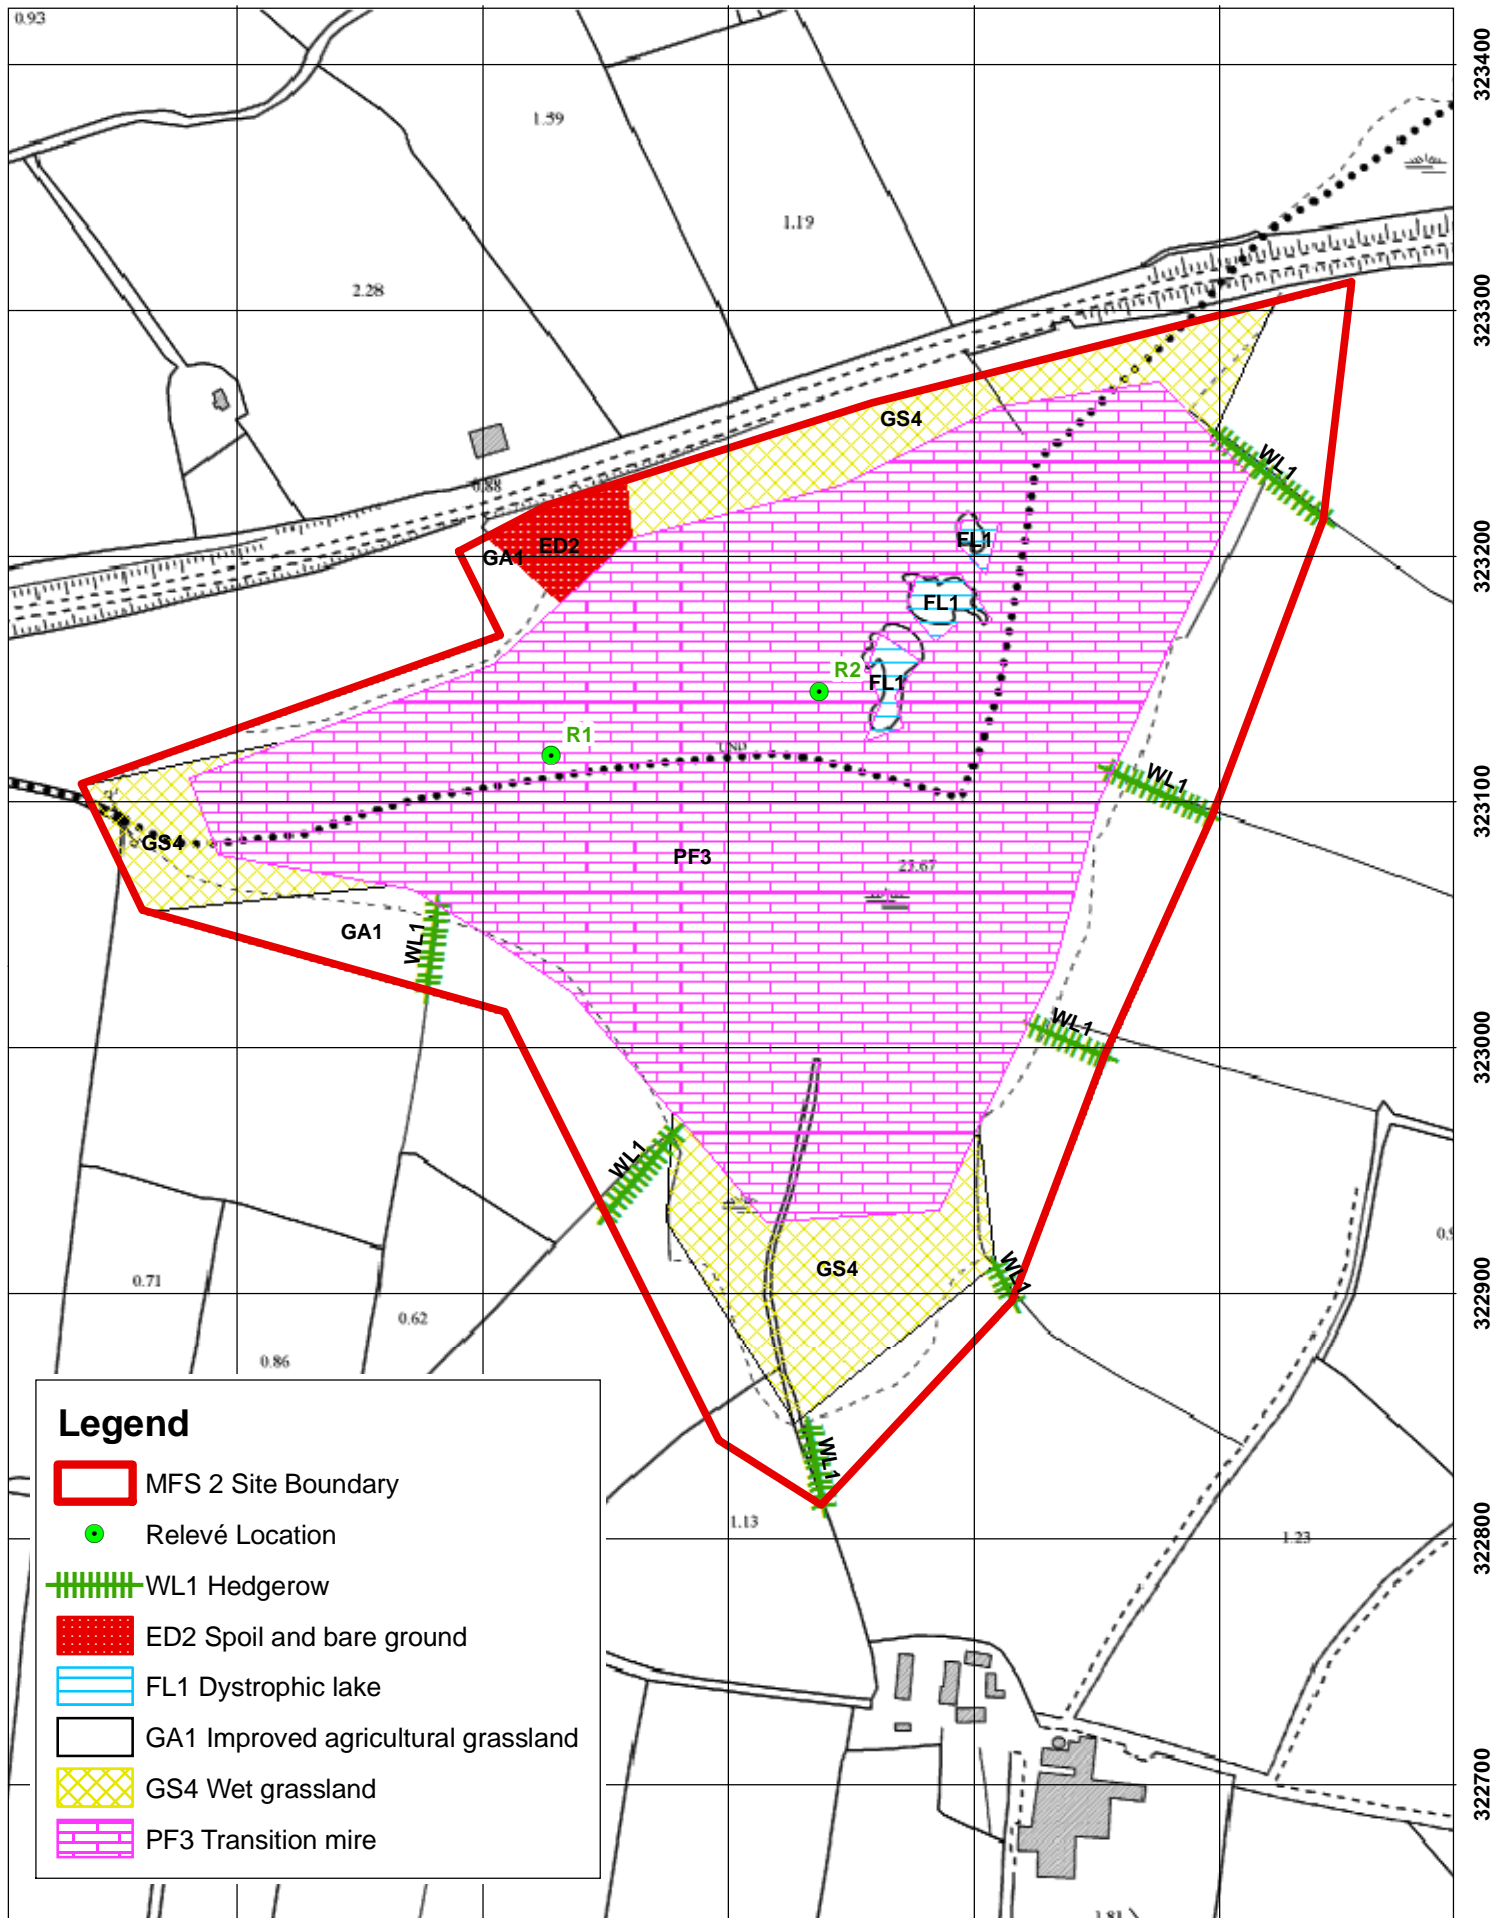 0.93
323400
1.59
1.19
2.28
323300
GS4
WL1
0.88
ED2
GA1
FL1
323200
FL1
R2
FL1
R1
UND
WL1
323100
GS4
PF3
23.67
GA1
WL1
WL1
323000
WL1
GS4
WL1
0.71
322900
0.62
0.86
Legend
MFS 2 Site Boundary
WL1
1.13
Relevé Location
1.23
322800
WL1 Hedgerow
ED2 Spoil and bare ground
FL1 Dystrophic lake
GA1 Improved agricultural grassland
GS4 Wet grassland
322700
PF3 Transition mire
1.81